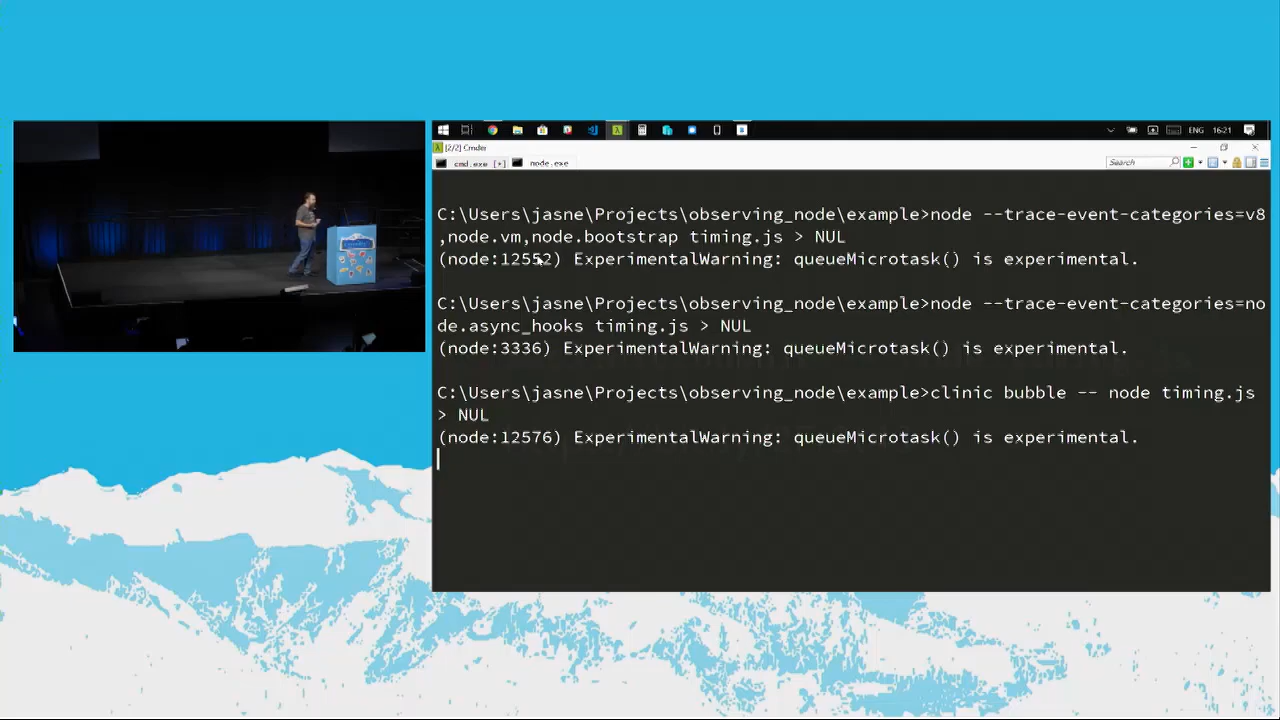 ENG 16:21
[2/2] Cmder
cmd.exe [*] node.exe Search
C:\Users\jasne\Projects\observing_node\example>node --trace-event-categories=v8
,node.vm,node.bootstrap timing.js > NUL
(node:12552) ExperimentalWarning: queueMicrotask() is experimental.
C:\Users\jasne\Projects\observing_node\example>node --trace-event-categories=no
de.async_hooks timing.js > NUL
(node:3336) ExperimentalWarning: queueMicrotask() is experimental.
C:\Users\jasne\Projects\observing_node\example>clinic bubble -- node timing.js
> NUL
(node:12576) ExperimentalWarning: queueMicrotask() is experimental.